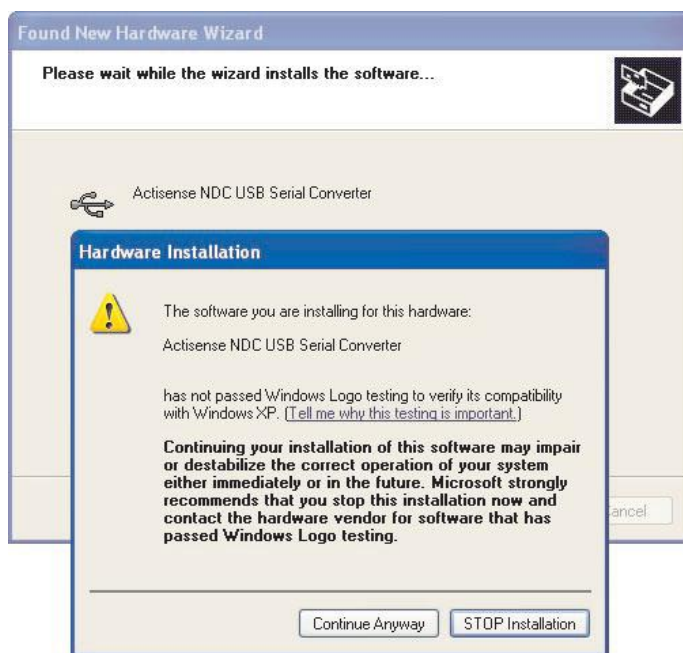 Found New Hardware Wizard
Please wait while the wizard installs the software...
Actisense NDC USB Serial Converter
Hardware Installation
The software you are installing for this hardware:
Actisense NDC USB Serial Converter
has not passed Windows Logo testing to verify its compatibility
with Windows XP. (Tell me why this testing is important.)
Continuing your installation of this software may impair
or destabilize the correct operation of your system
either immediately or in the future. Microsoft strongly
recommends that you stop this installation now and
contact the hardware vendor for software that has
passed Windows Logo testing.
Continue Anyway
STOP Installation